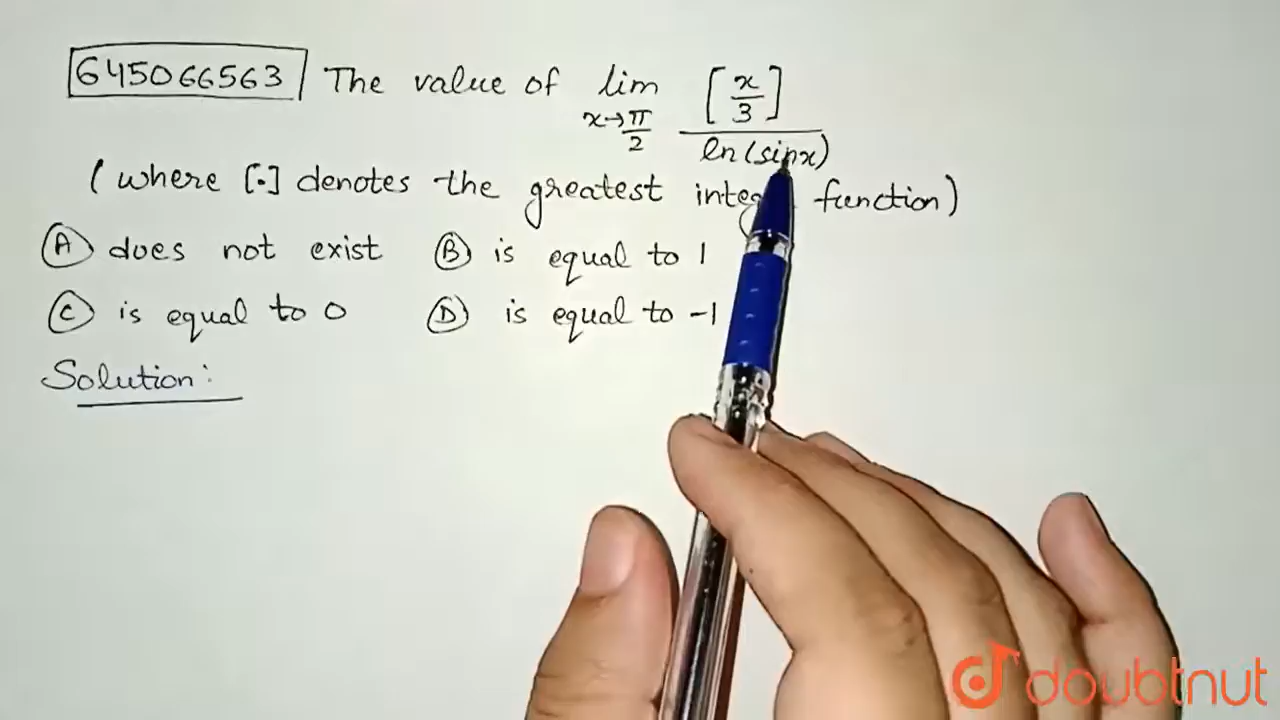 645066563 The value of lim x→π/2 [x/3] / ln(sinx)
(where [.] denotes the greatest function)
(A) does not exist (B) is equal to 1
(C) is equal to 0 (D) is equal to -1
Solution:
doubtnut